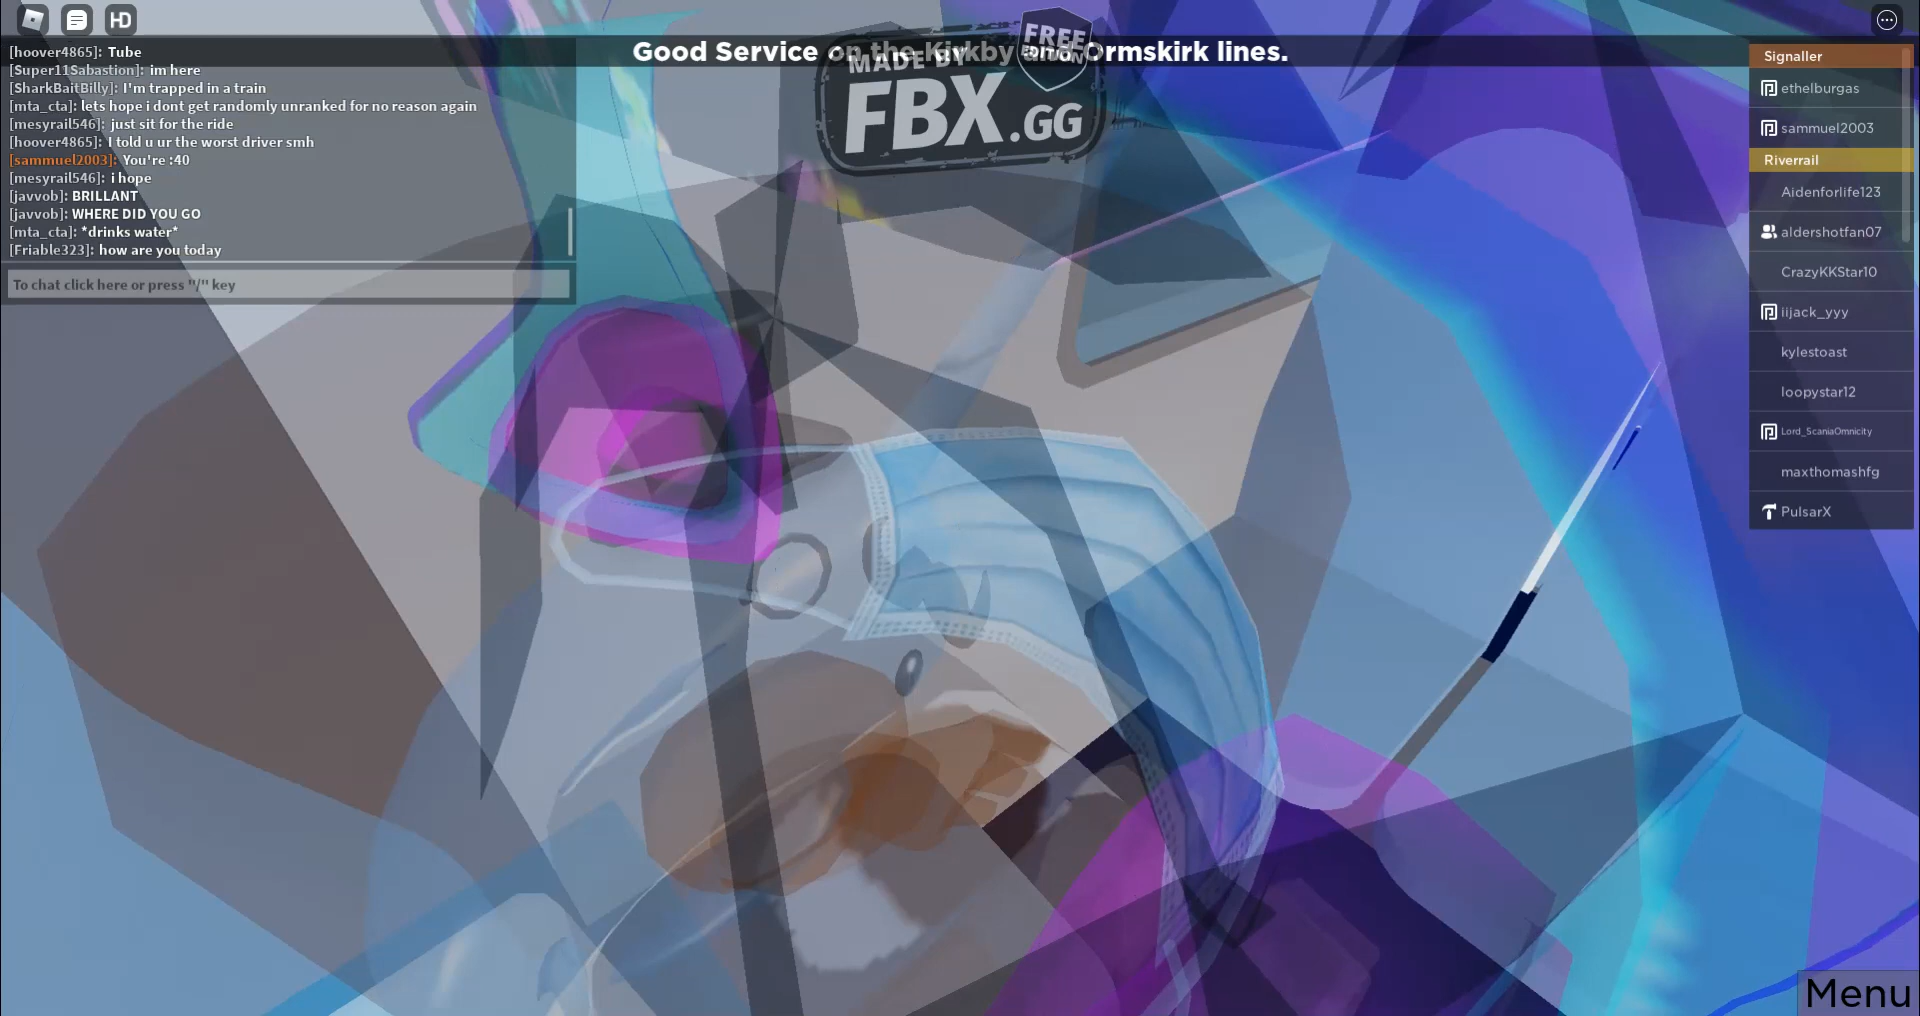 HD
[hoover4865]: Tube
[Super11Sabastion]: im here
[SharkBaitBilly]: I'm trapped in a train
[mta_cta]: lets hope i dont get randomly unranked for no reason again
[mesyrail546]: just sit for the ride
[hoover4865]: I told u ur the worst driver smh
[sammuel2003]: You're :40
[mesyrail546]: i hope
[javvob]: BRILLANT
[javvob]: WHERE DID YOU GO
[mta_cta]: *drinks water*
[Friable323]: how are you today
To chat click here or press "/" key
Good Service on the Kirkby and Ormskirk lines.
FREE
EDITION
MADE BY
FBX.GG
Signaller
ethelburgas
sammuel2003
Riverrail
Aidenforlife123
aldershotfan07
CrazyKKStar10
iijack_yyy
kylestoast
loopystar12
Lord_ScaniaOmnicity
maxthomashfg
PulsarX
Menu